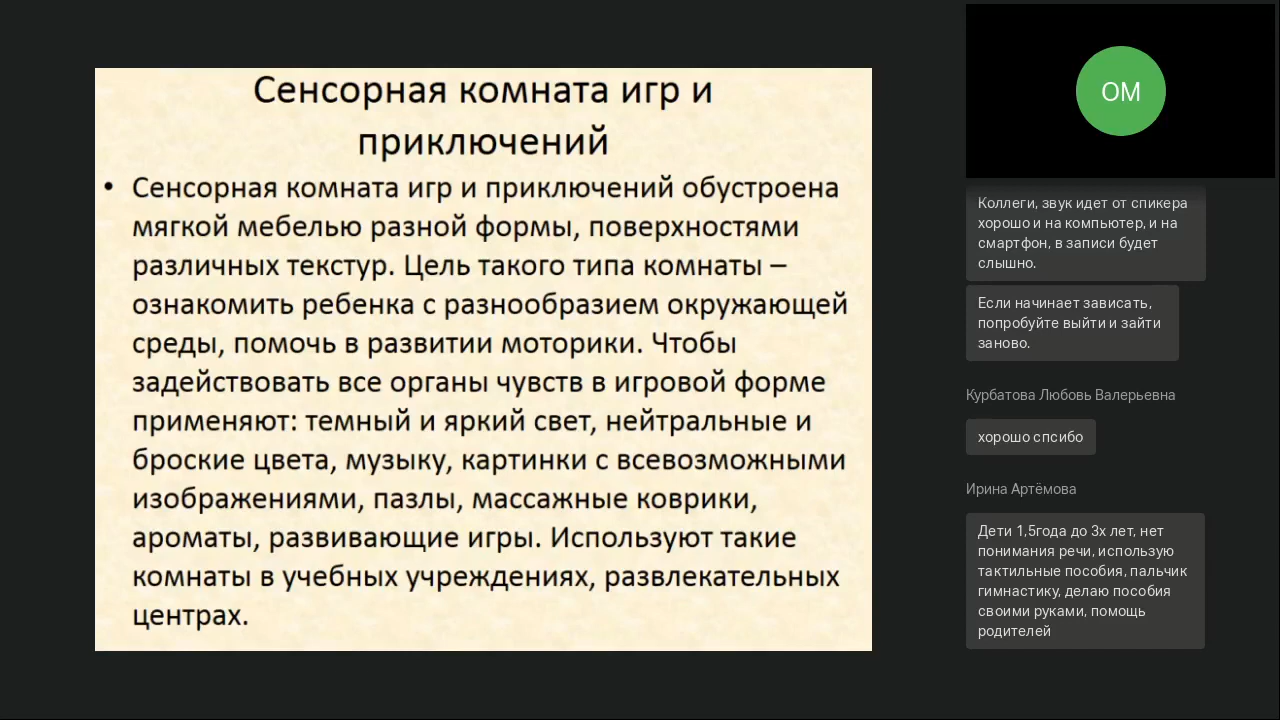 Сенсорная комната игр и
приключений
• Сенсорная комната игр и приключений обустроена
мягкой мебелью разной формы, поверхностями
различных текстур. Цель такого типа комнаты –
ознакомить ребенка с разнообразием окружающей
среды, помочь в развитии моторики. Чтобы
задействовать все органы чувств в игровой форме
применяют: темный и яркий свет, нейтральные и
броские цвета, музыку, картинки с всевозможными
изображениями, пазлы, массажные коврики,
ароматы, развивающие игры. Используют такие
комнаты в учебных учреждениях, развлекательных
центрах.
ОМ
Коллеги, звук идет от спикера
хорошо и на компьютер, и на
смартфон, в записи будет
слышно.
Если начинает зависать,
попробуйте выйти и зайти
заново.
Курбатова Любовь Валерьевна
хорошо спсибо
Ирина Артёмова
Дети 1,5года до 3х лет, нет
понимания речи, использую
тактильные пособия, пальчик
гимнастику, делаю пособия
своими руками, помощь
родителей